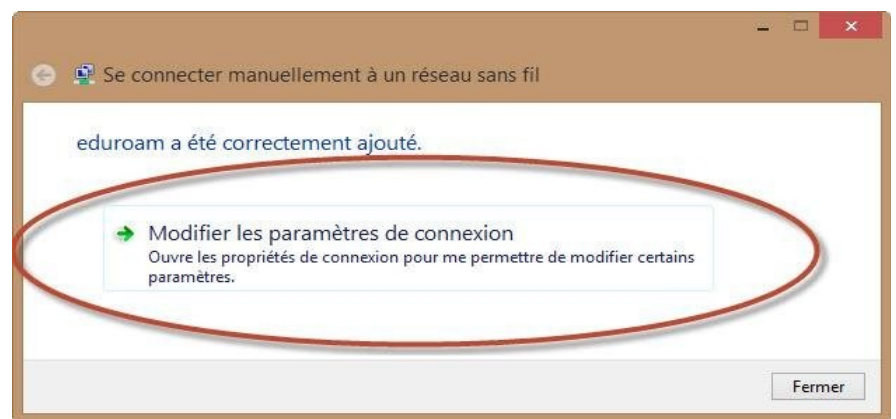 Se connecter manuellement à un réseau sans fil
eduroam a été correctement ajouté.
Modifier les paramètres de connexion
Ouvre les propriétés de connexion pour me permettre de modifier certains
paramètres.
Fermer